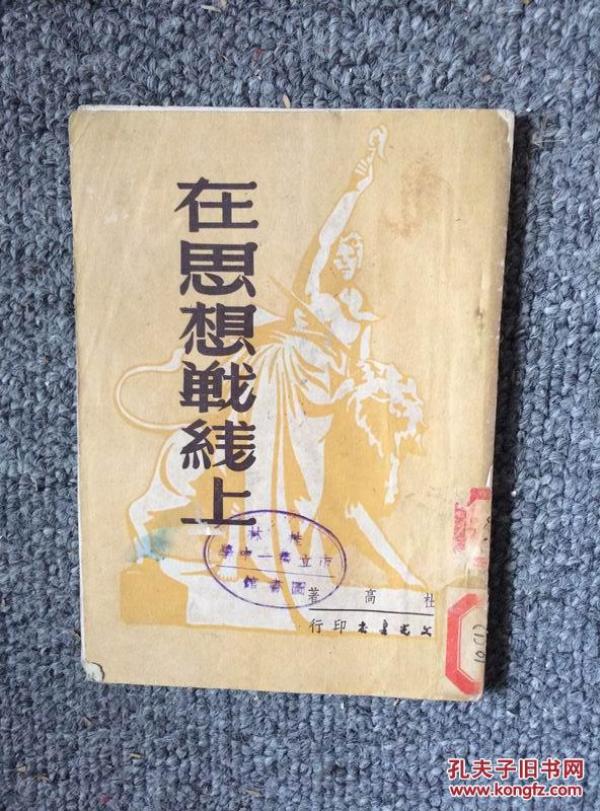 在思想戰綫上
桂林
市立第一中學
圖書館
杜高著
文光書店印行
孔夫子旧书网
www.kongfz.com